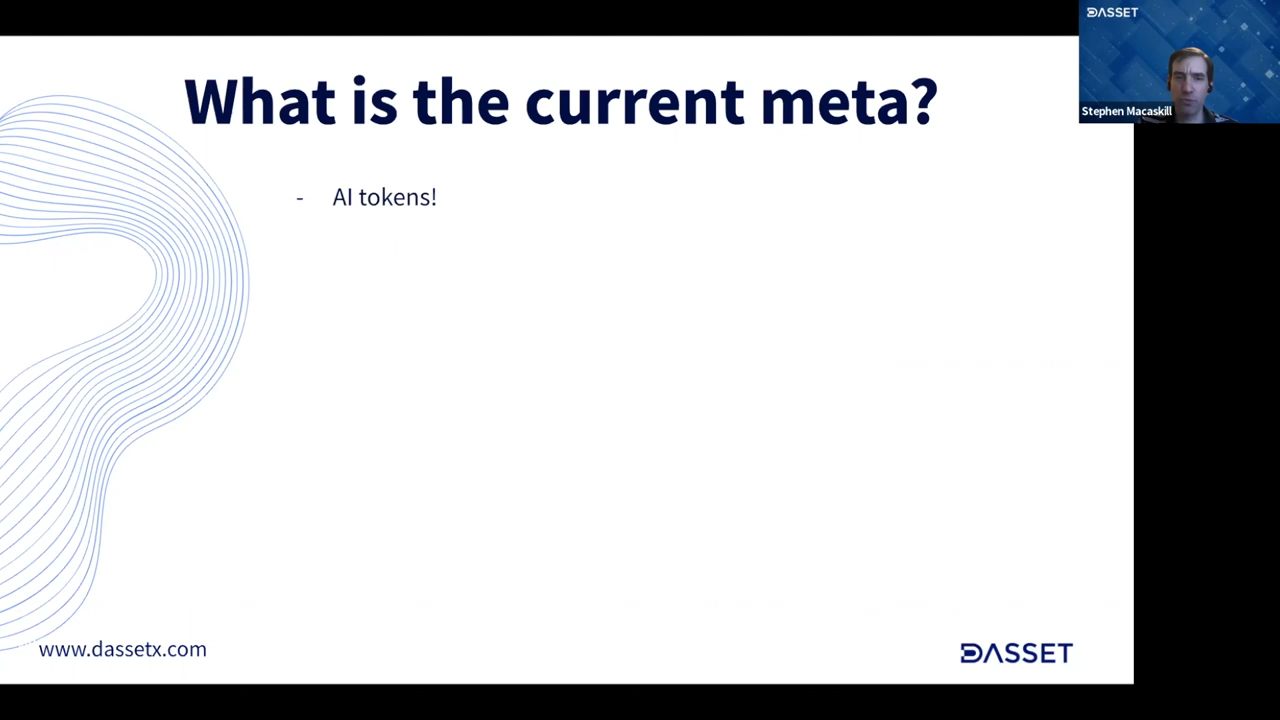 DASSET
Stephen Macaskill
What is the current meta?
- AI tokens!
www.dassetx.com
DASSET